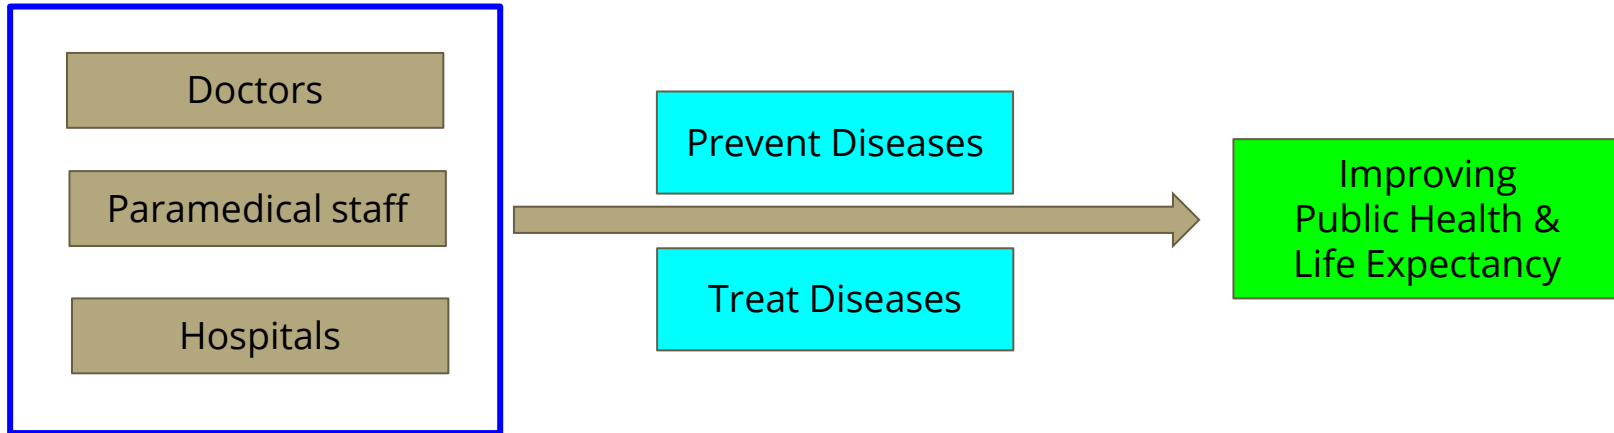 Doctors
Paramedical staff
Hospitals
Prevent Diseases
Treat Diseases
Improving
Public Health &
Life Expectancy